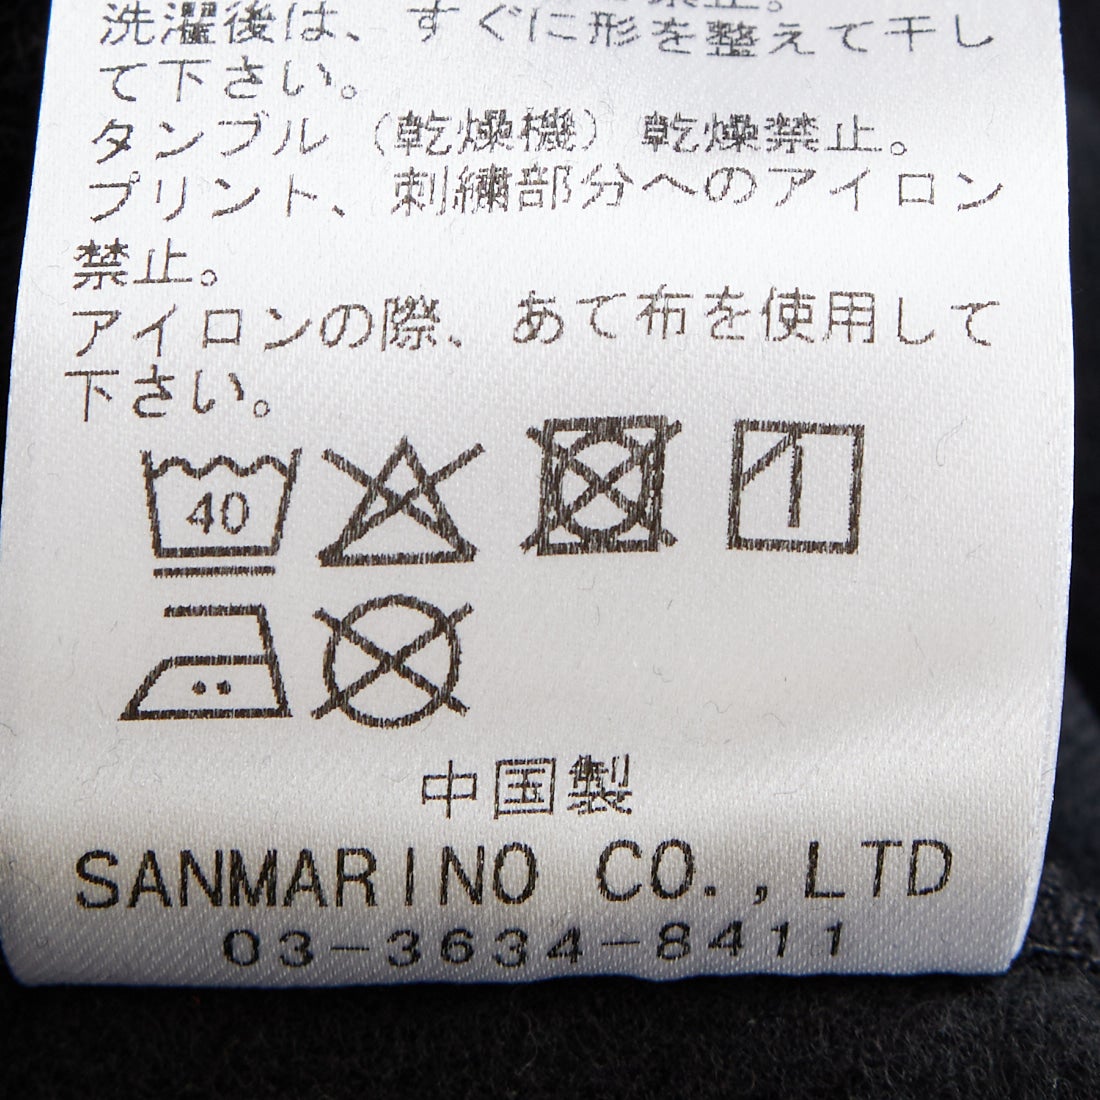 禁止。
洗濯後は、すぐに形を整えて干し
て下さい。
タンブル（乾燥機）乾燥禁止。
プリント、刺繍部分へのアイロン
禁止。
アイロンの際、あて布を使用して
下さい。
40
中国製
SANMARINO CO.,LTD
03-3634-8411